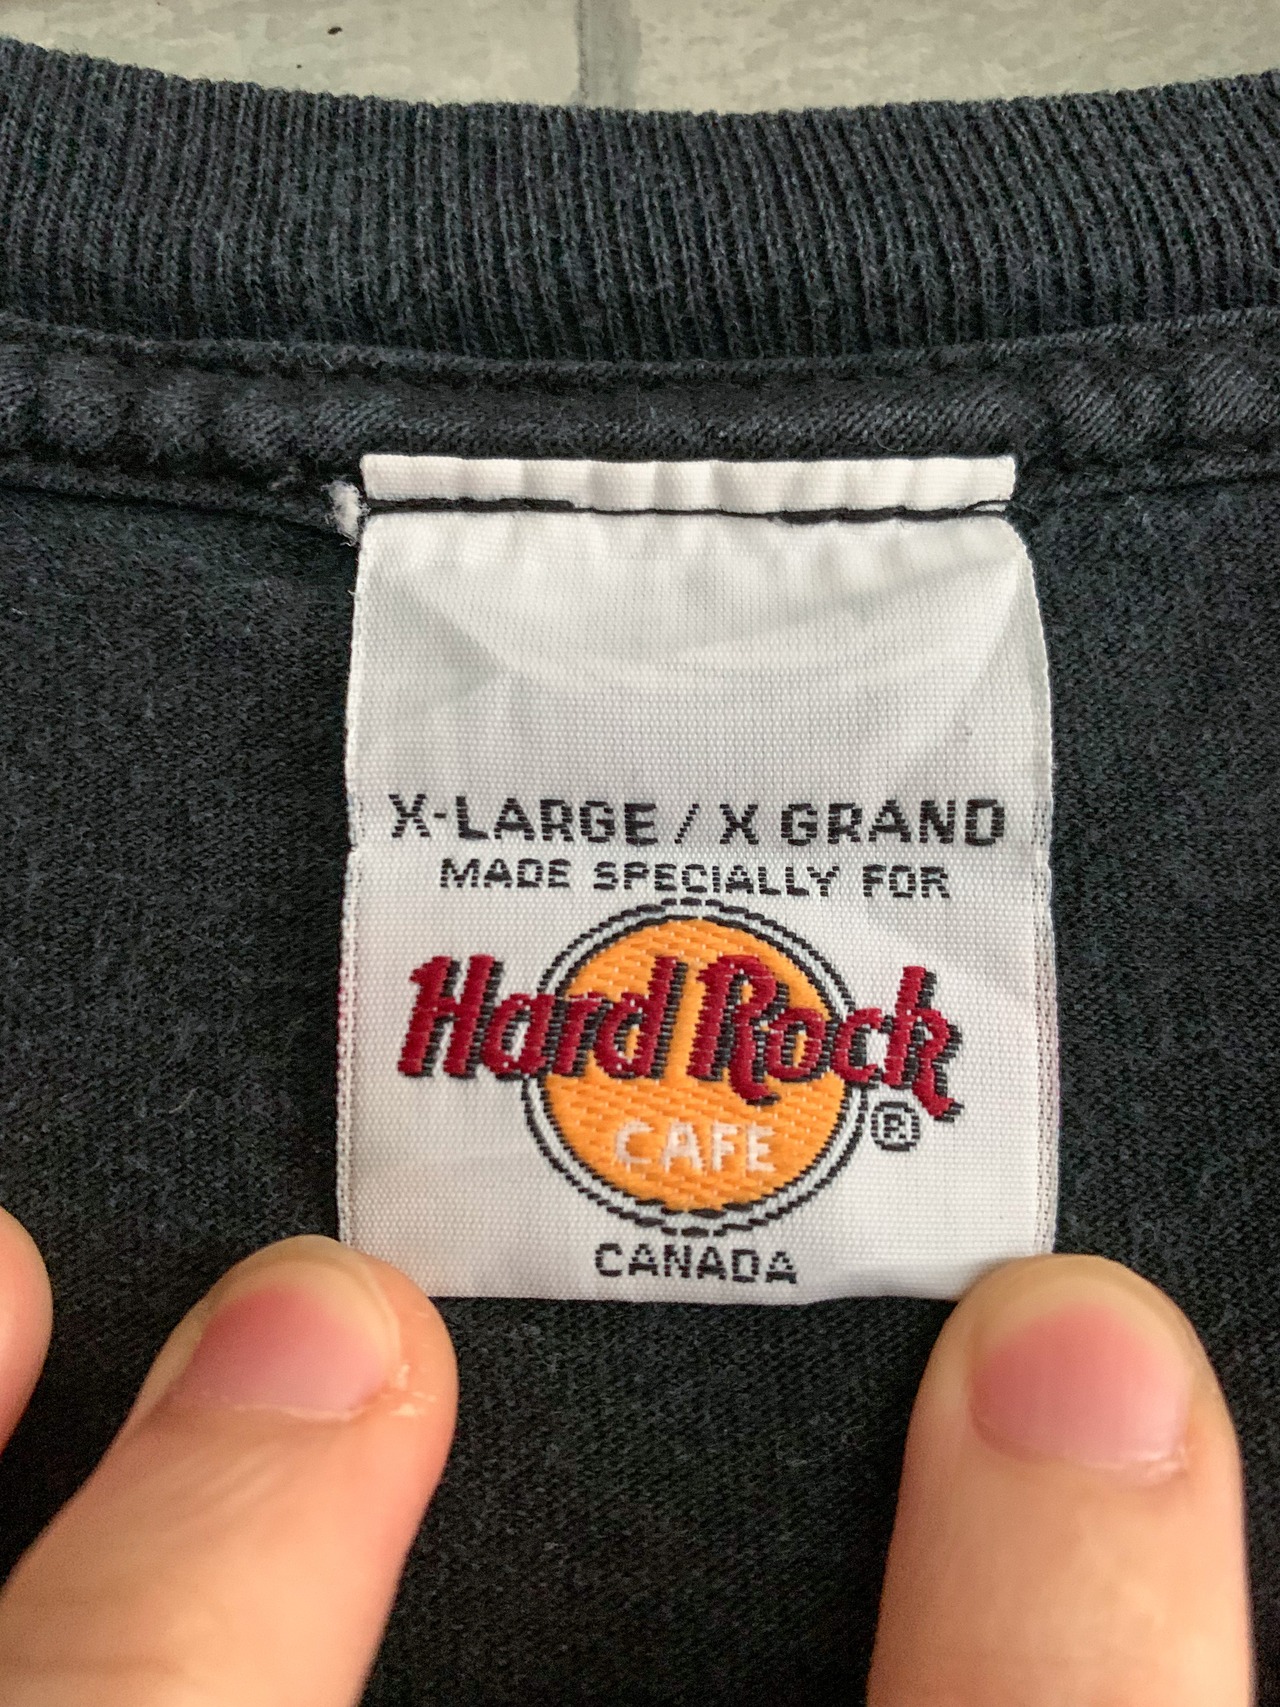 X-LARGE / X GRAND
MADE SPECIALLY FOR
Hard Rock
CAFE
®
CANADA